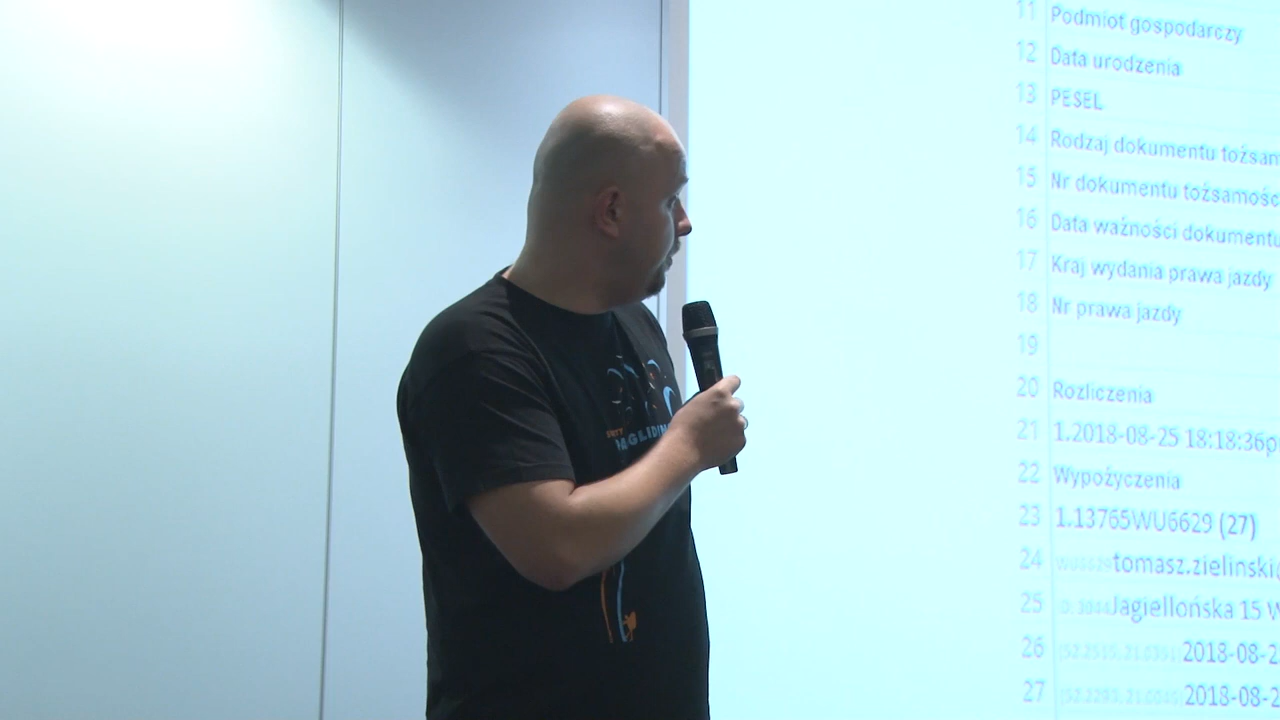 11 Podmiot gospodarczy
12 Data urodzenia
13 PESEL
14 Rodzaj dokumentu tożsam
15 Nr dokumentu tożsamośc
16 Data ważności dokumentu
17 Kraj wydania prawa jazdy
18 Nr prawa jazdy
19
20 Rozliczenia
21 1.2018-08-25 18:18:36p
22 Wypożyczenia
23 1.13765WU6629 (27)
24 WU6629tomasz.zielinski@
25 Jagiellońska 15 W
26 2018-08-2
27 2018-08-2